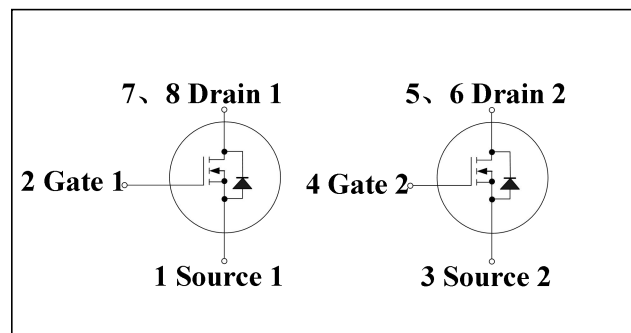 7、8 Drain 1
5、6 Drain 2
2 Gate 1
4 Gate 2
1 Source 1
3 Source 2